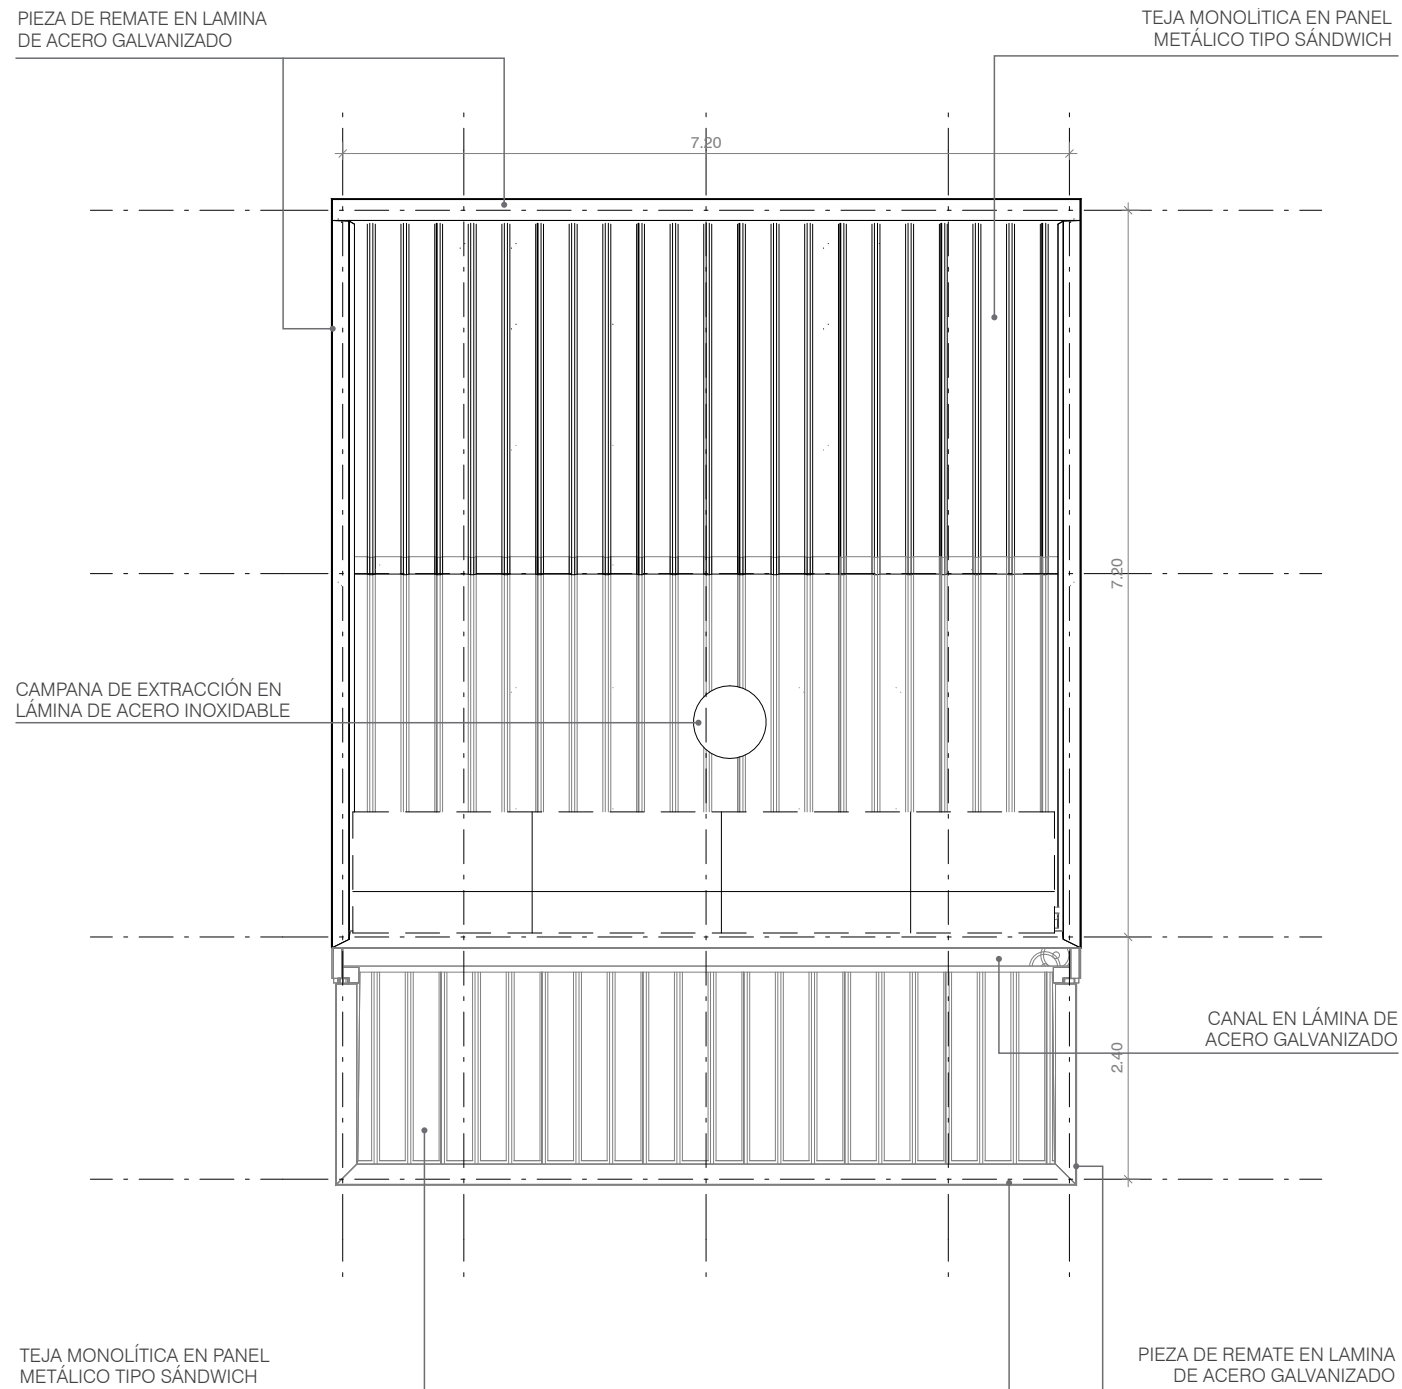 PIEZA DE REMATE EN LAMINA
DE ACERO GALVANIZADO
TEJA MONOLÍTICA EN PANEL
METÁLICO TIPO SÁNDWICH
7.20
7.20
CAMPANA DE EXTRACCIÓN EN
LÁMINA DE ACERO INOXIDABLE
CANAL EN LÁMINA DE
ACERO GALVANIZADO
2.40
TEJA MONOLÍTICA EN PANEL
METÁLICO TIPO SÁNDWICH
PIEZA DE REMATE EN LAMINA
DE ACERO GALVANIZADO